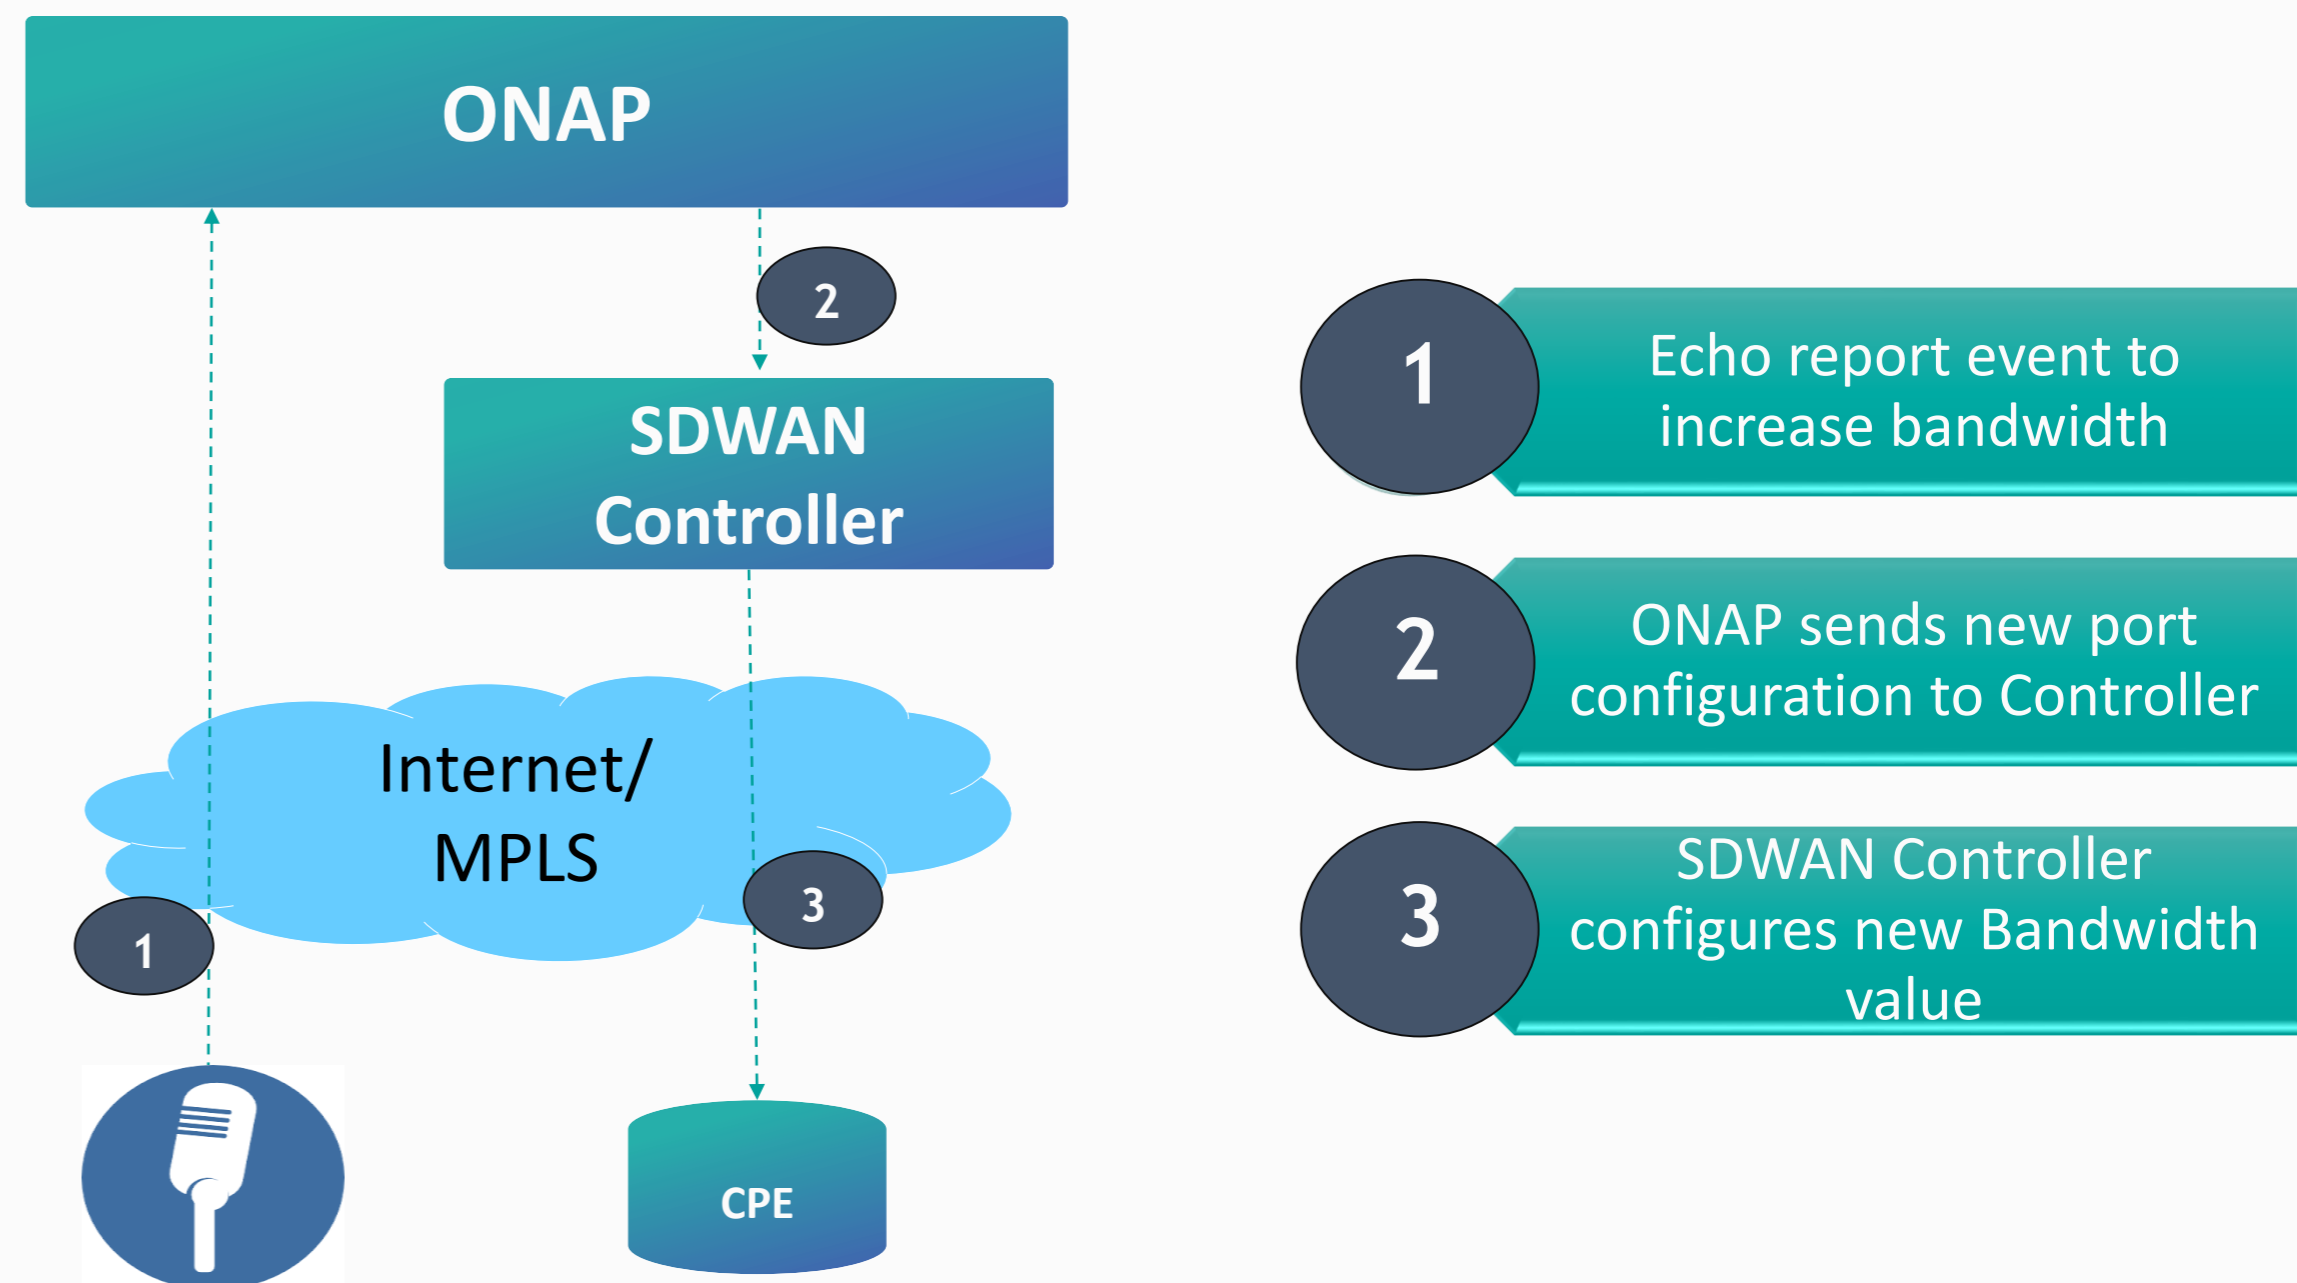 ONAP
2
SDWAN
Controller
Internet/
MPLS
3
1
CPE
1
Echo report event to
increase bandwidth
2
ONAP sends new port
configuration to Controller
3
SDWAN Controller
configures new Bandwidth
value